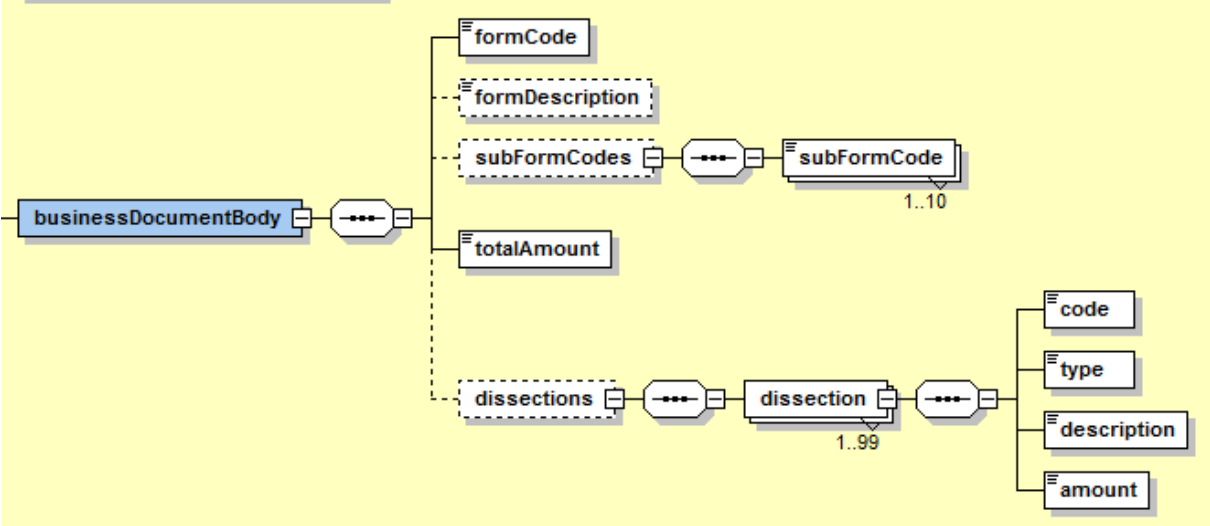 formCode
formDescription
subFormCodes
subFormCode
1..10
businessDocumentBody
totalAmount
code
type
dissections
dissection
1..99
description
amount